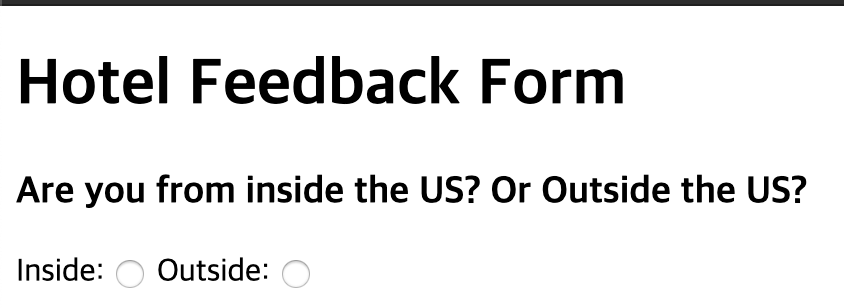 Hotel Feedback Form
Are you from inside the US? Or Outside the US?
Inside: Outside: